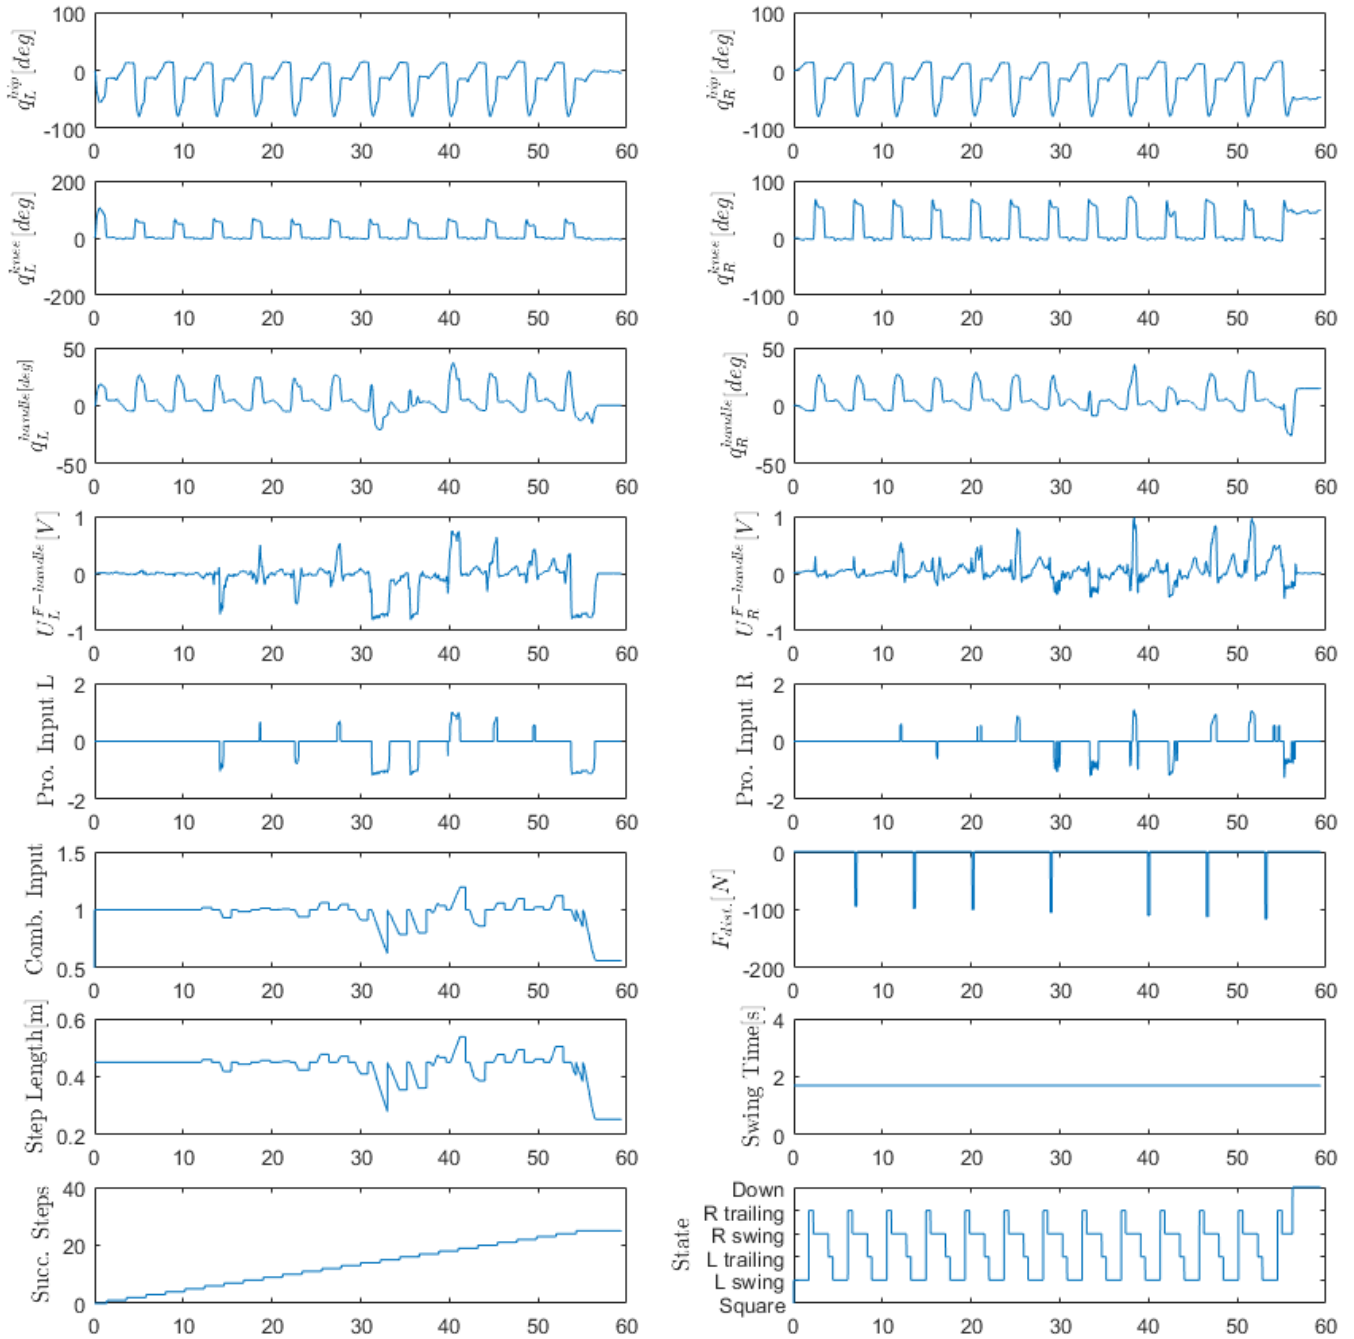 q_L^{hip}[deg]
100
0
-100
0 10 20 30 40 50 60
q_R^{hip}[deg]
100
0
-100
0 10 20 30 40 50 60
q_L^{knee}[deg]
200
0
-200
0 10 20 30 40 50 60
q_R^{knee}[deg]
100
0
-100
0 10 20 30 40 50 60
q_L^{handle[deg]}
50
0
-50
0 10 20 30 40 50 60
q_R^{handle}[deg]
50
0
-50
0 10 20 30 40 50 60
U_L^{F-handle}[V]
1
0
-1
0 10 20 30 40 50 60
U_R^{F-handle}[V]
1
0
-1
0 10 20 30 40 50 60
Pro. Input L
2
0
-2
0 10 20 30 40 50 60
Pro. Input R
2
0
-2
0 10 20 30 40 50 60
Comb. Input
1.5
1
0.5
0 10 20 30 40 50 60
F_{dist.}[N]
0
-100
-200
0 10 20 30 40 50 60
Step Length[m]
0.6
0.4
0.2
0 10 20 30 40 50 60
Swing Time[s]
4
2
0
0 10 20 30 40 50 60
Succ. Steps
40
20
0
0 10 20 30 40 50 60
State
Down
R trailing
R swing
L trailing
L swing
Square
0 10 20 30 40 50 60